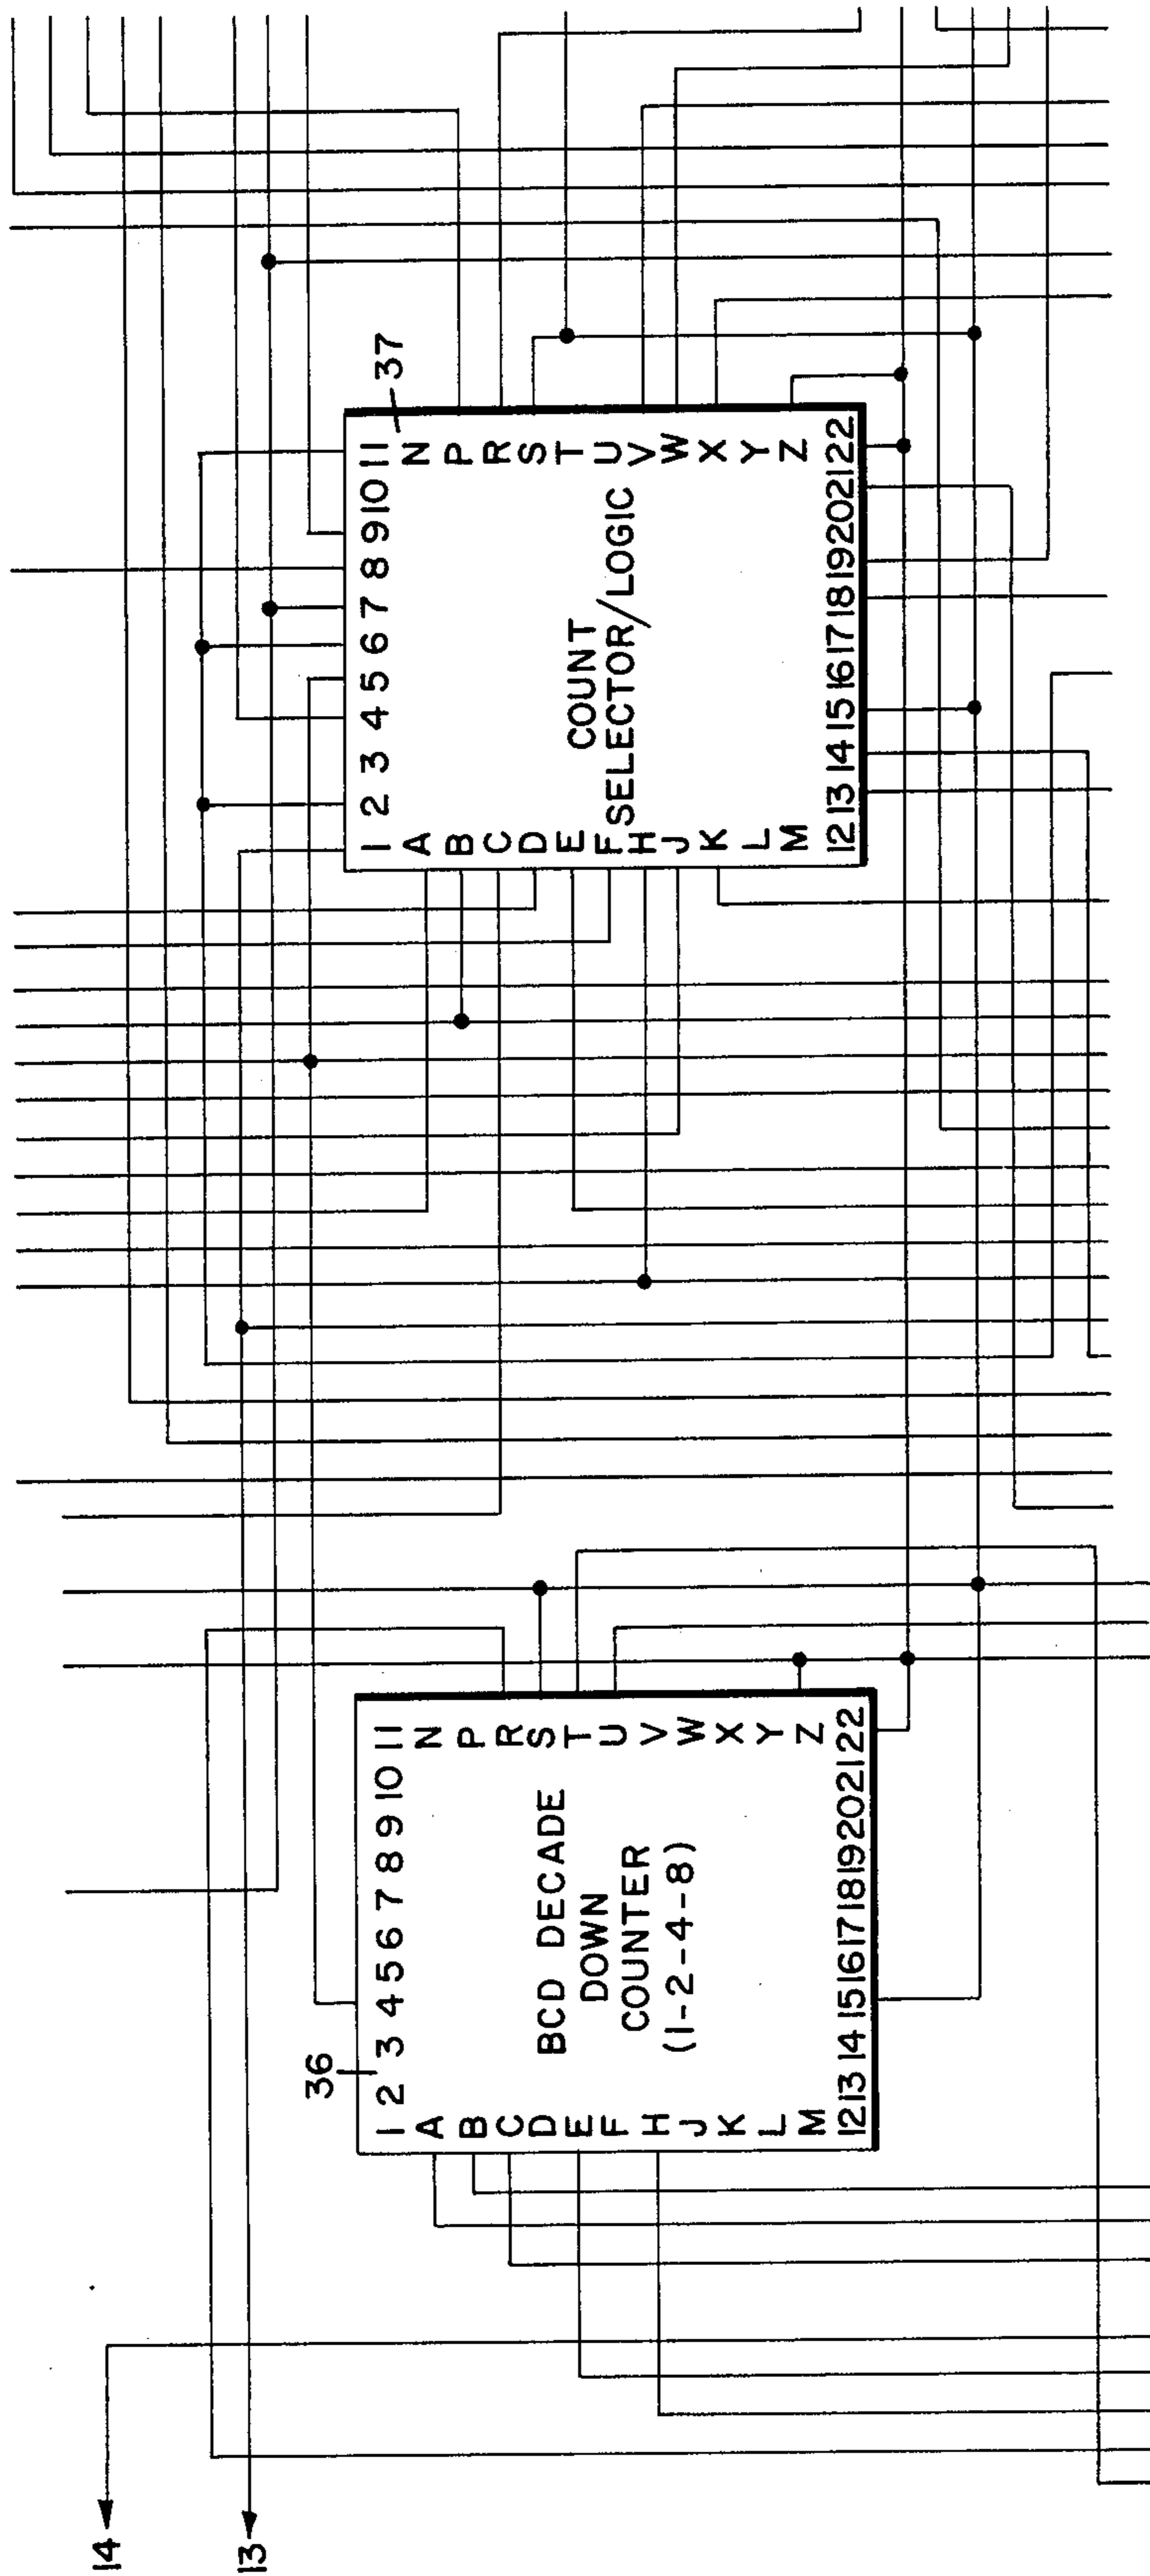 14
13
36
1 2 3 4 5 6 7 8 9 10 11
A
B
C
D
E
F
H
J
K
L
M
BCD DECADE
DOWN
COUNTER
(1-2-4-8)
N
P
R
S
T
U
V
W
X
Y
Z
12 13 14 15 16 17 18 19 20 21 22
37
1 2 3 4 5 6 7 8 9 10 11
A
B
C
D
E
F
H
J
K
L
M
COUNT
SELECTOR/LOGIC
N
P
R
S
T
U
V
W
X
Y
Z
12 13 14 15 16 17 18 19 20 21 22